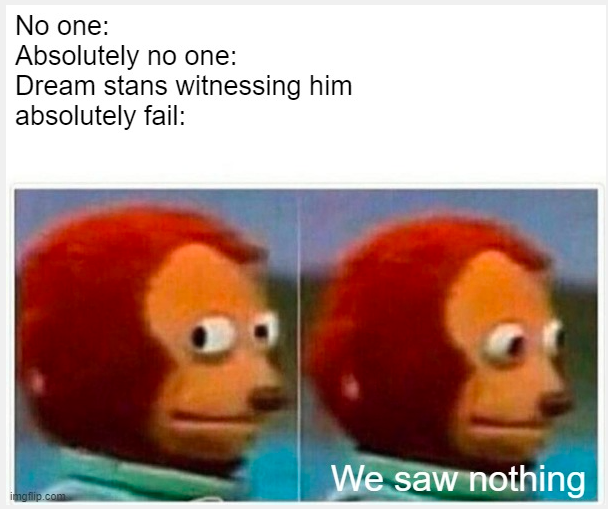 No one:
Absolutely no one:
Dream stans witnessing him
absolutely fail:
We saw nothing
imgflip.com